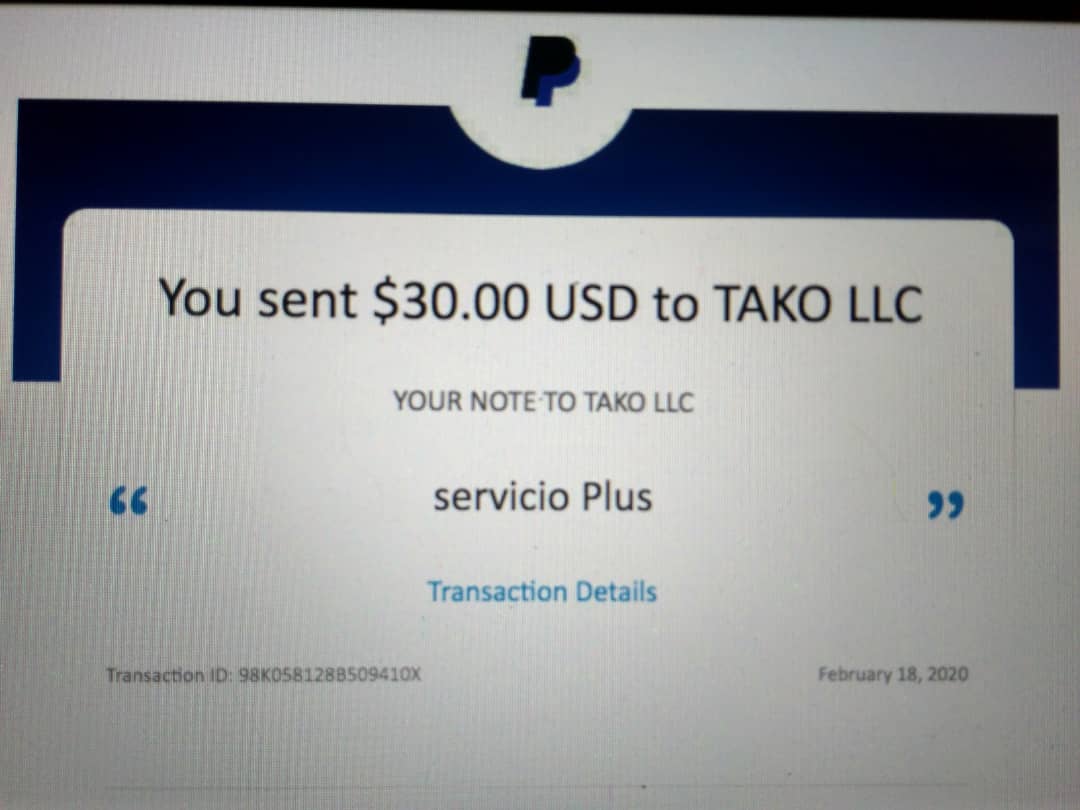 You sent $30.00 USD to TAKO LLC
YOUR NOTE TO TAKO LLC
“ servicio Plus ”
Transaction Details
Transaction ID: 98K058128B509410X
February 18, 2020